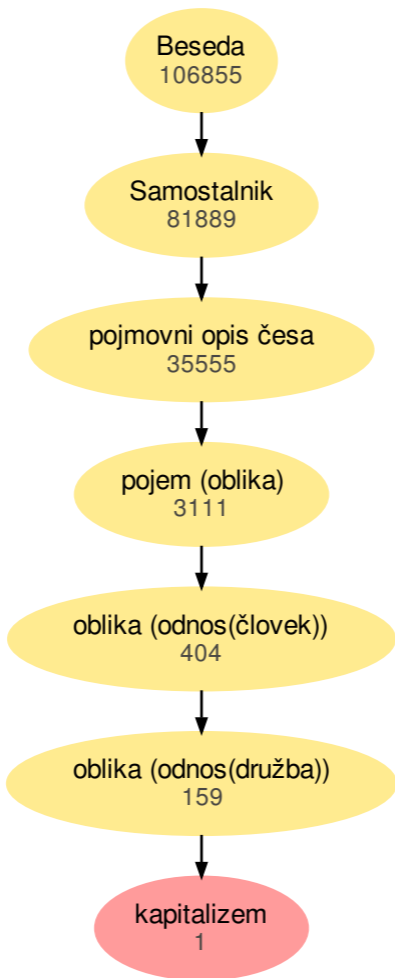 Beseda
106855
Samostalnik
81889
pojmovni opis česa
35555
pojem (oblika)
3111
oblika (odnos(človek))
404
oblika (odnos(družba))
159
kapitalizem
1